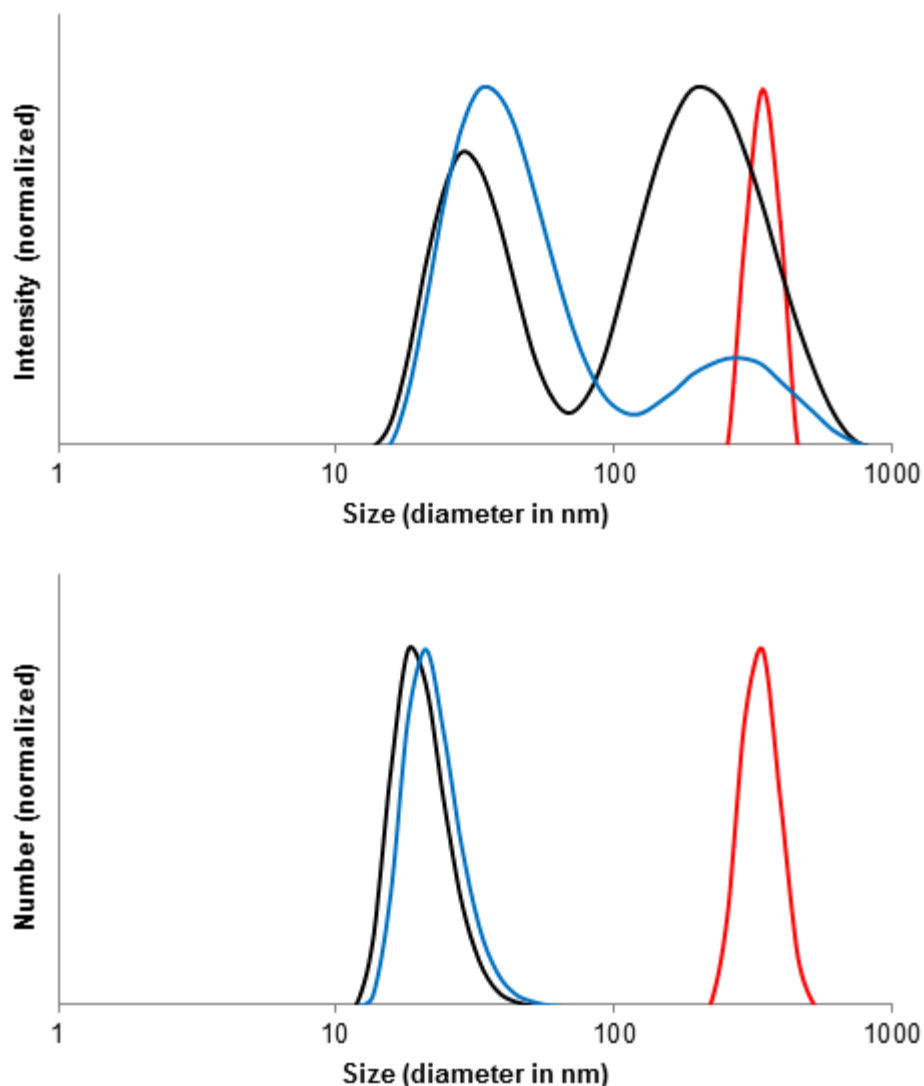 Intensity (normalized)
1 10 100 1000
Size (diameter in nm)
Number (normalized)
1 10 100 1000
Size (diameter in nm)